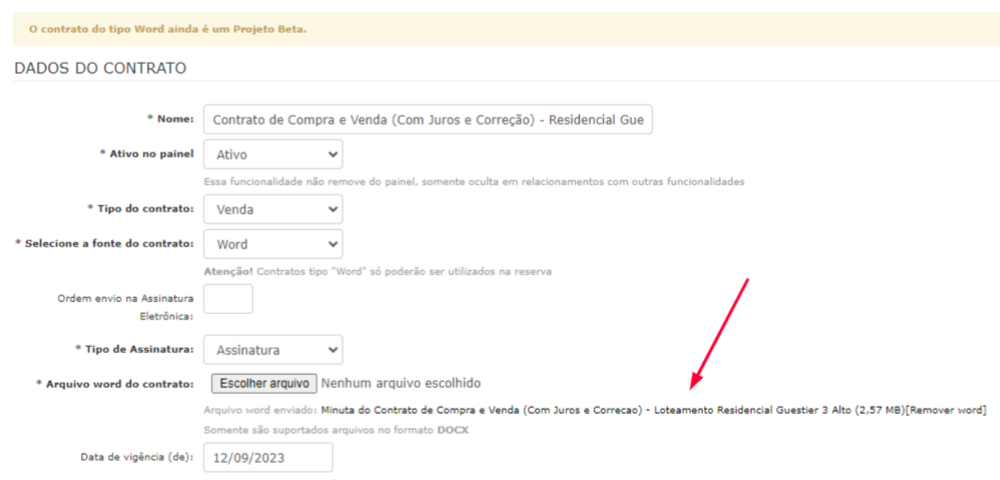 O contrato do tipo Word ainda é um Projeto Beta.
DADOS DO CONTRATO
* Nome: Contrato de Compra e Venda (Com Juros e Correção) - Residencial Gue
* Ativo no painel Ativo
Essa funcionalidade não remove do painel, somente oculta em relacionamentos com outras funcionalidades
* Tipo do contrato: Venda
* Selecione a fonte do contrato: Word
Atenção! Contratos tipo "Word" só poderão ser utilizados na reserva
Ordem envio na Assinatura
Eletrônica:
* Tipo de Assinatura: Assinatura
* Arquivo word do contrato: Escolher arquivo Nenhum arquivo escolhido
Arquivo word enviado: Minuta do Contrato de Compra e Venda (Com Juros e Correcao) - Loteamento Residencial Guestier 3 Alto (2,57 MB)[Remover word]
Somente são suportados arquivos no formato DOCX
Data de vigência (de): 12/09/2023